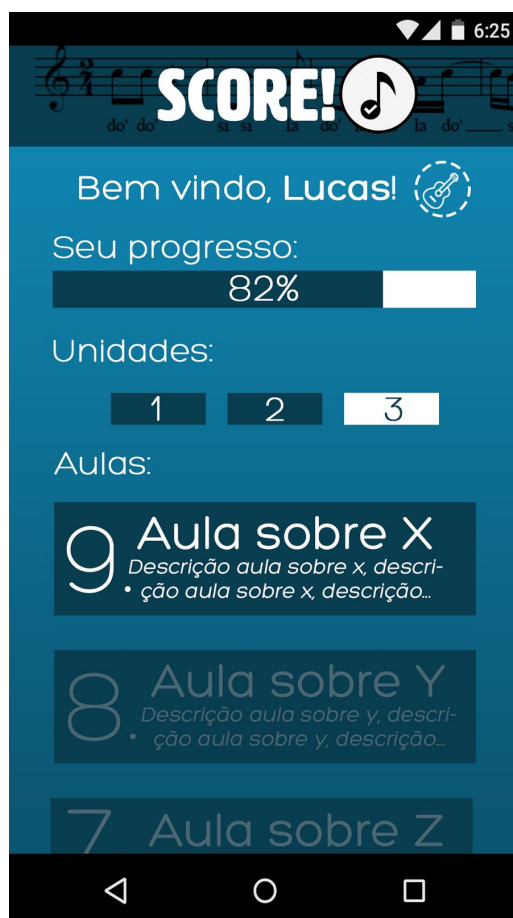 6:25
SCORE!
do' do' si si la do' la do'
Bem vindo, Lucas!
Seu progresso:
82%
Unidades:
1 2 3
Aulas:
9. Aula sobre X
Descrição aula sobre x, descri-
ção aula sobre x, descrição...
8. Aula sobre Y
Descrição aula sobre y, descri-
ção aula sobre y, descrição...
7 Aula sobre Z